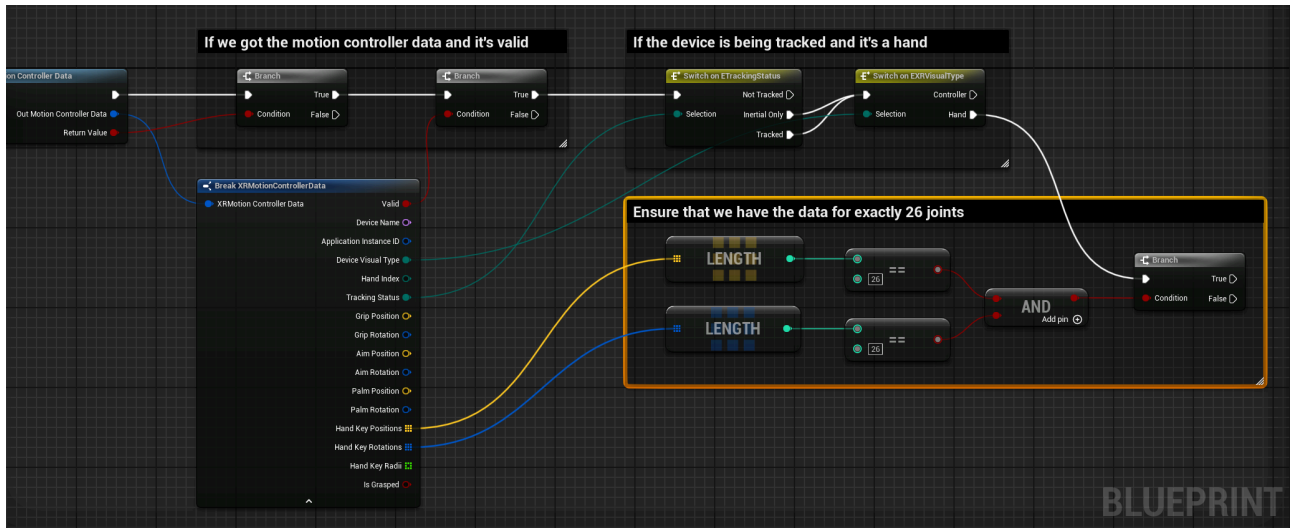 If we got the motion controller data and it's valid
If the device is being tracked and it's a hand
on Controller Data
Out Motion Controller Data
Return Value
Branch
Condition
True
False
Branch
Condition
True
False
Switch on ETrackingStatus
Selection
Not Tracked
Inertial Only
Tracked
Switch on EXRVisualType
Selection
Controller
Hand
Break XRMotionControllerData
XRMotion Controller Data
Valid
Device Name
Application Instance ID
Device Visual Type
Hand Index
Tracking Status
Grip Position
Grip Rotation
Aim Position
Aim Rotation
Palm Position
Palm Rotation
Hand Key Positions
Hand Key Rotations
Hand Key Radii
Is Grasped
Ensure that we have the data for exactly 26 joints
LENGTH
26
==
LENGTH
26
==
AND
Add pin
Branch
Condition
True
False
BLUEPRINT